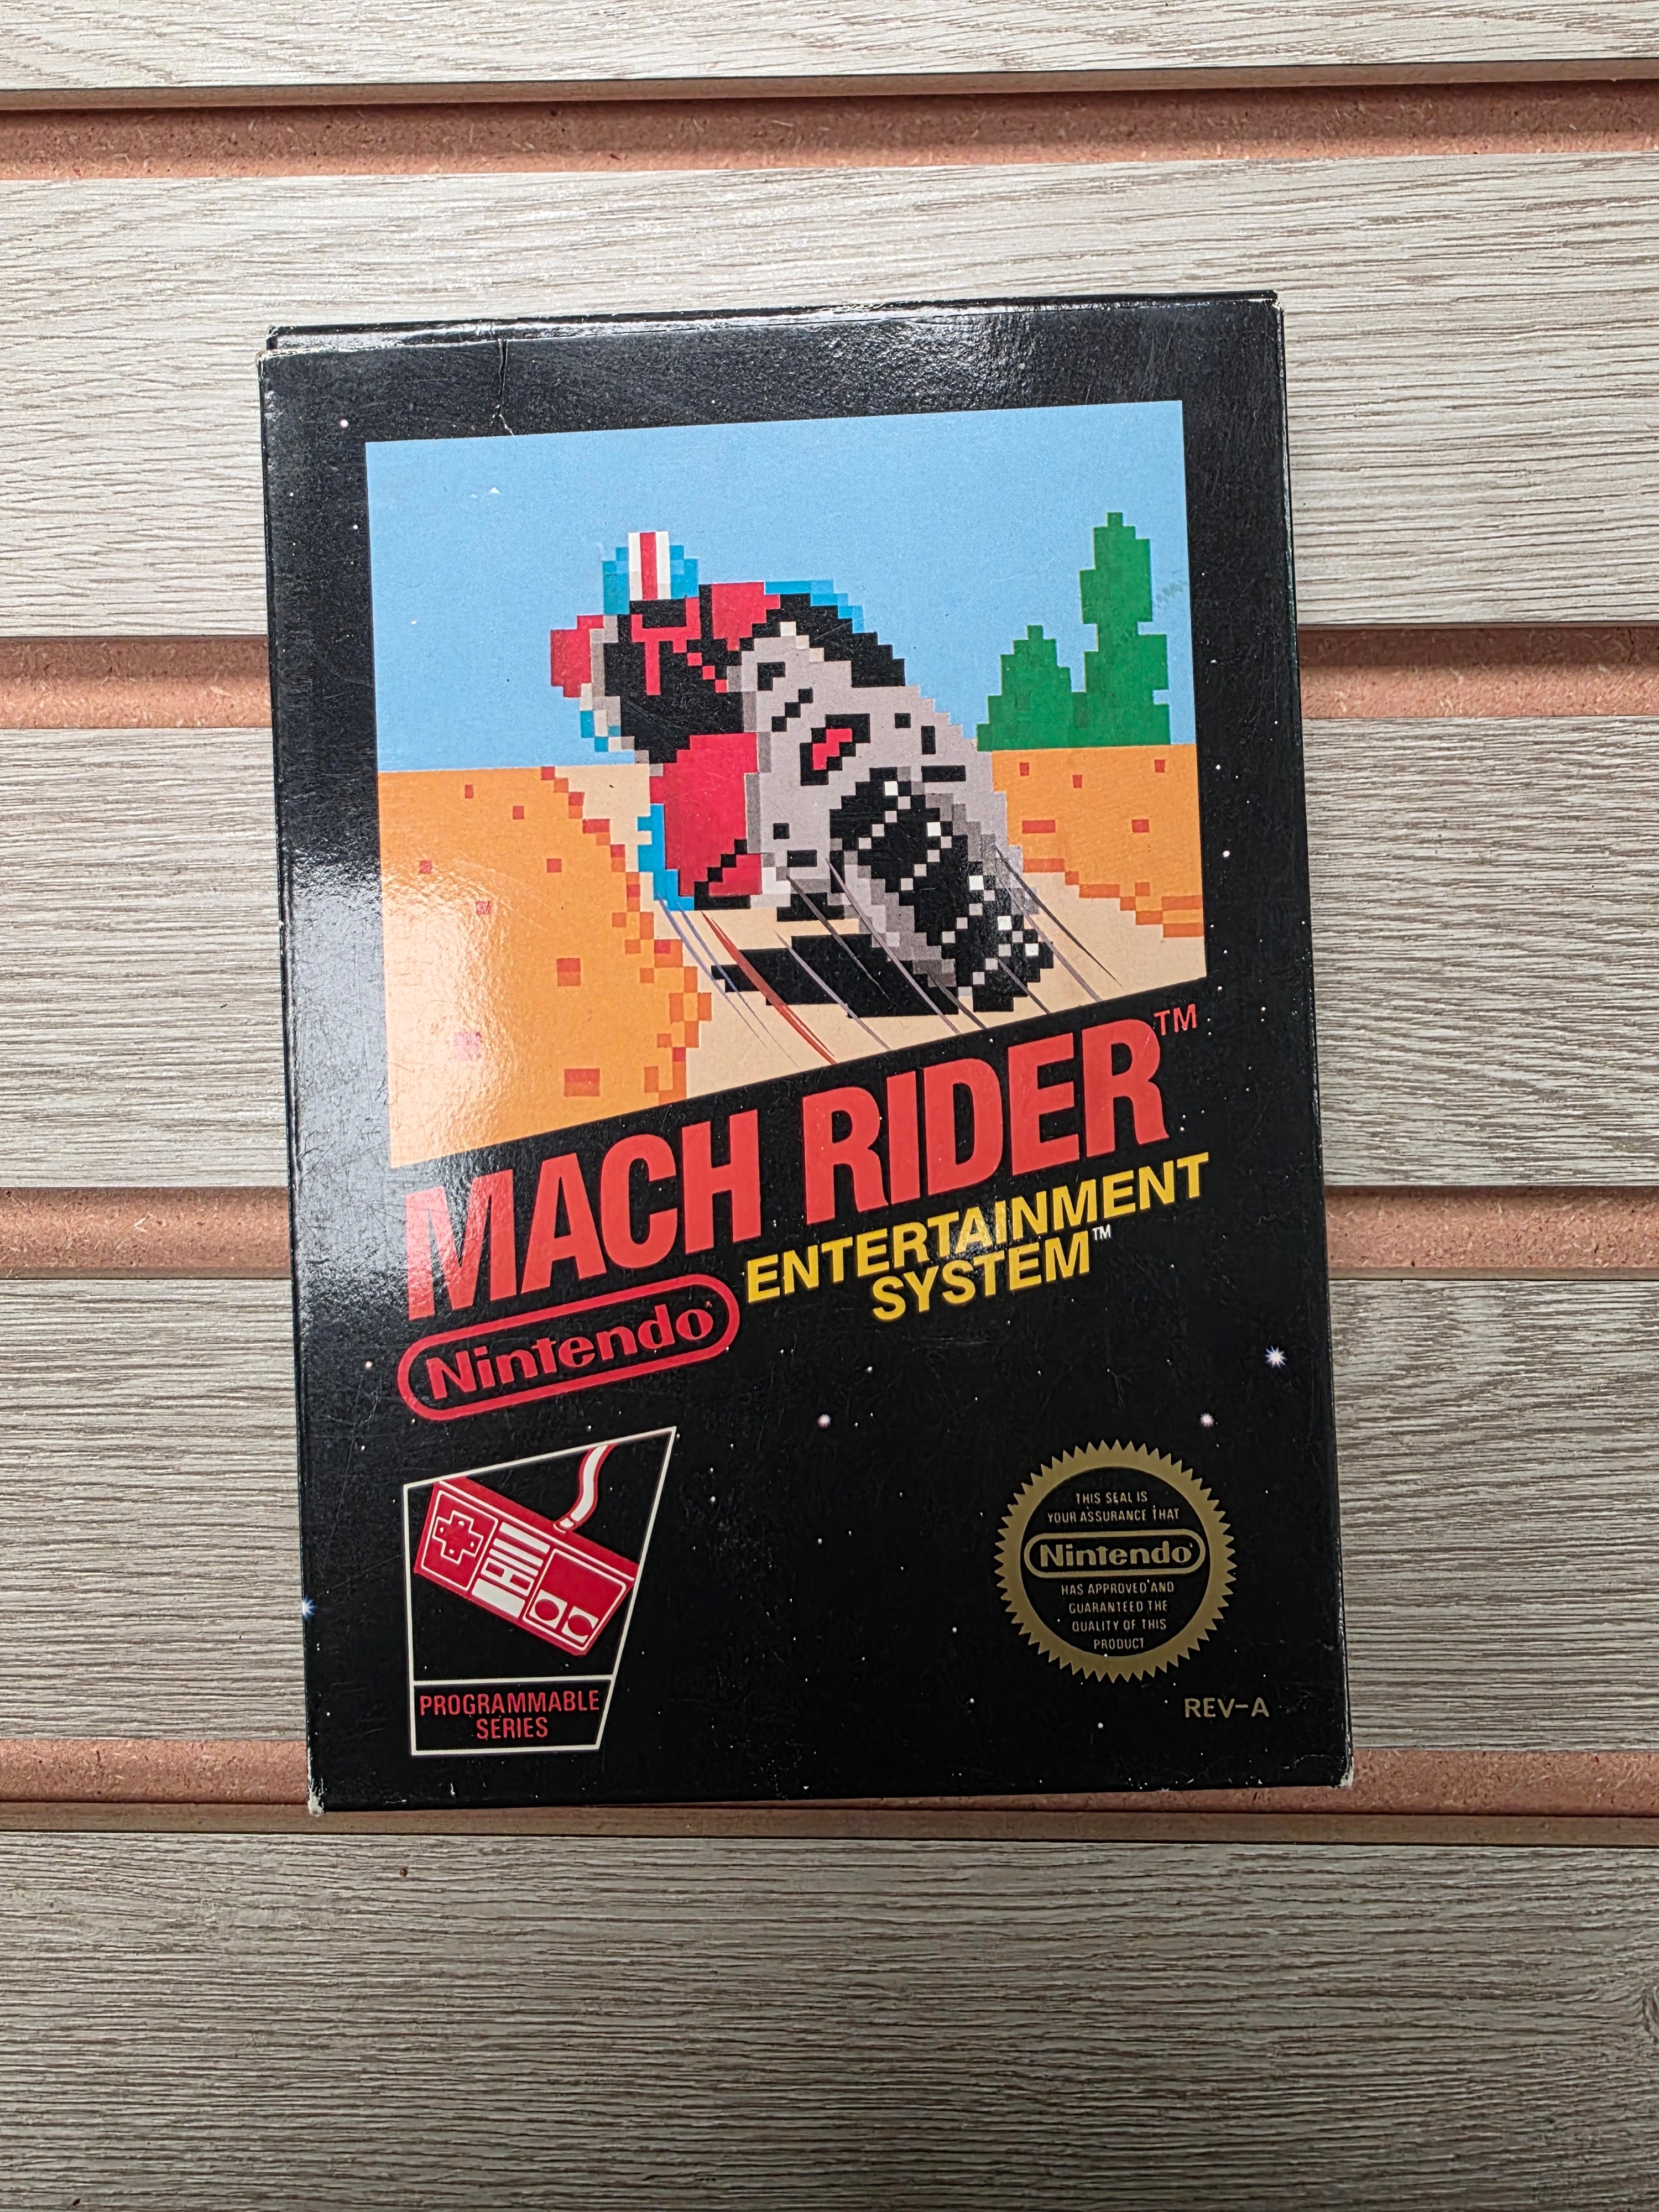 MACH RIDER™
Nintendo®
ENTERTAINMENT
SYSTEM™
PROGRAMMABLE
SERIES
THIS SEAL IS
YOUR ASSURANCE THAT
Nintendo®
HAS APPROVED AND
GUARANTEED THE
QUALITY OF THIS
PRODUCT
REV-A